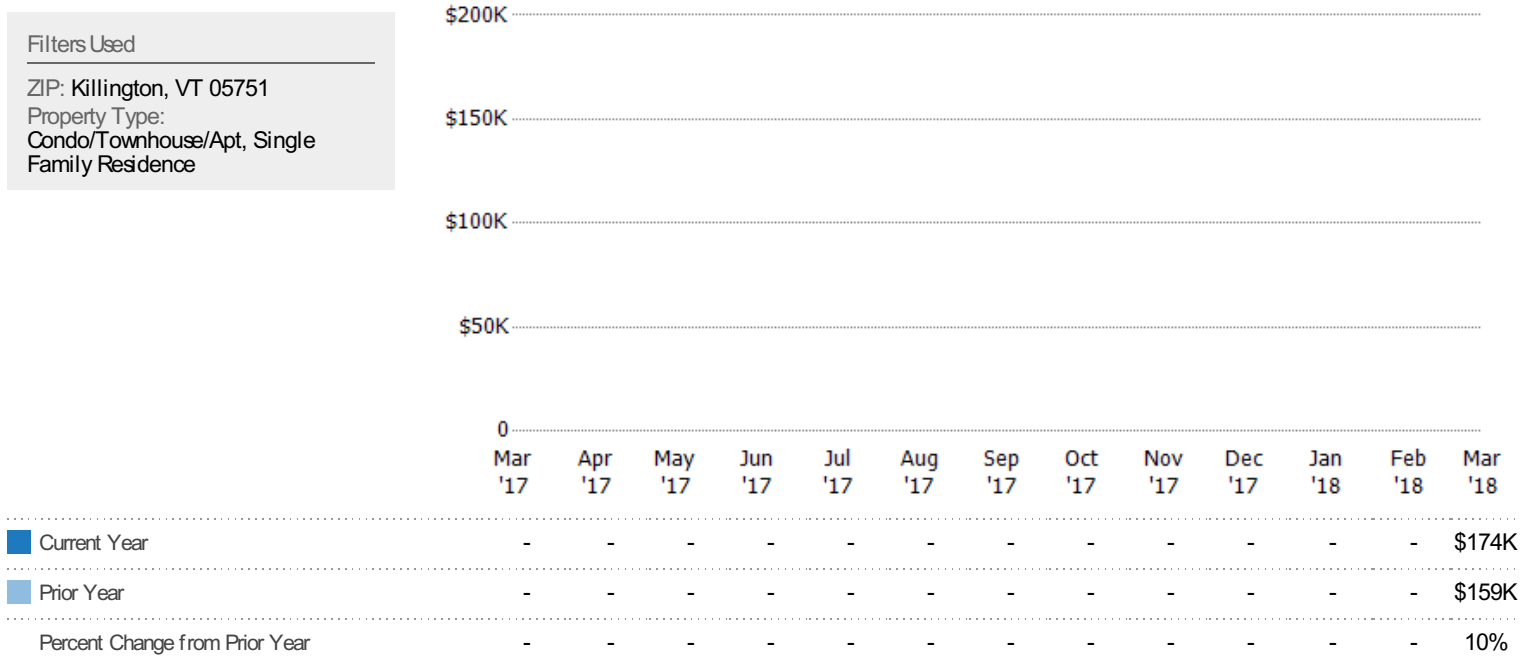 Filters Used
ZIP: Killington, VT 05751
Property Type:
Condo/Townhouse/Apt, Single
Family Residence
$200K
$150K
$100K
$50K
0
Mar Apr May Jun Jul Aug Sep Oct Nov Dec Jan Feb Mar
'17 '17 '17 '17 '17 '17 '17 '17 '17 '17 '18 '18 '18
Current Year - - - - - - - - - - - - $174K
Prior Year - - - - - - - - - - - - $159K
Percent Change from Prior Year - - - - - - - - - - - - 10%